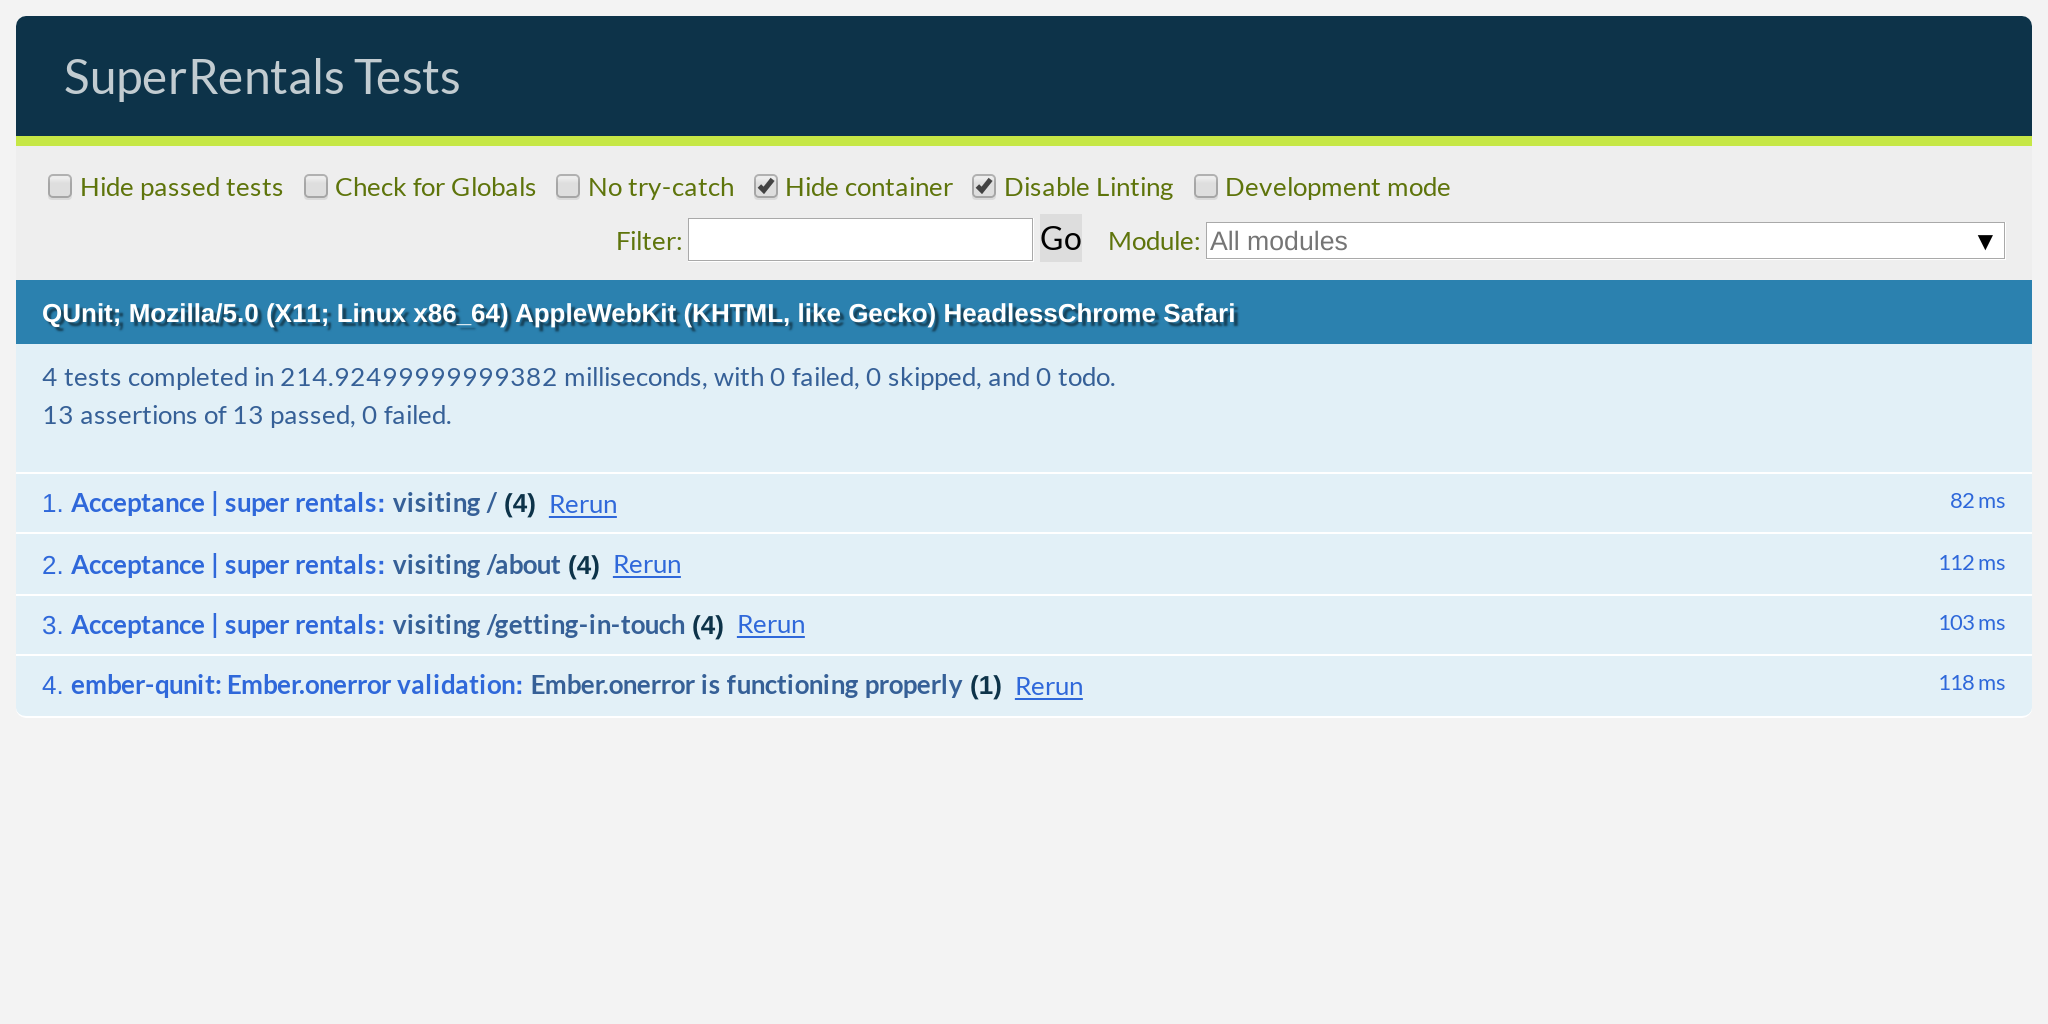 SuperRentals Tests
Hide passed tests Check for Globals No try-catch Hide container Disable Linting Development mode
Filter: Go Module: All modules ▼
QUnit; Mozilla/5.0 (X11; Linux x86_64) AppleWebKit (KHTML, like Gecko) HeadlessChrome Safari
4 tests completed in 214.92499999999382 milliseconds, with 0 failed, 0 skipped, and 0 todo.
13 assertions of 13 passed, 0 failed.
1. Acceptance | super rentals: visiting / (4) Rerun 82 ms
2. Acceptance | super rentals: visiting /about (4) Rerun 112 ms
3. Acceptance | super rentals: visiting /getting-in-touch (4) Rerun 103 ms
4. ember-qunit: Ember.onerror validation: Ember.onerror is functioning properly (1) Rerun 118 ms